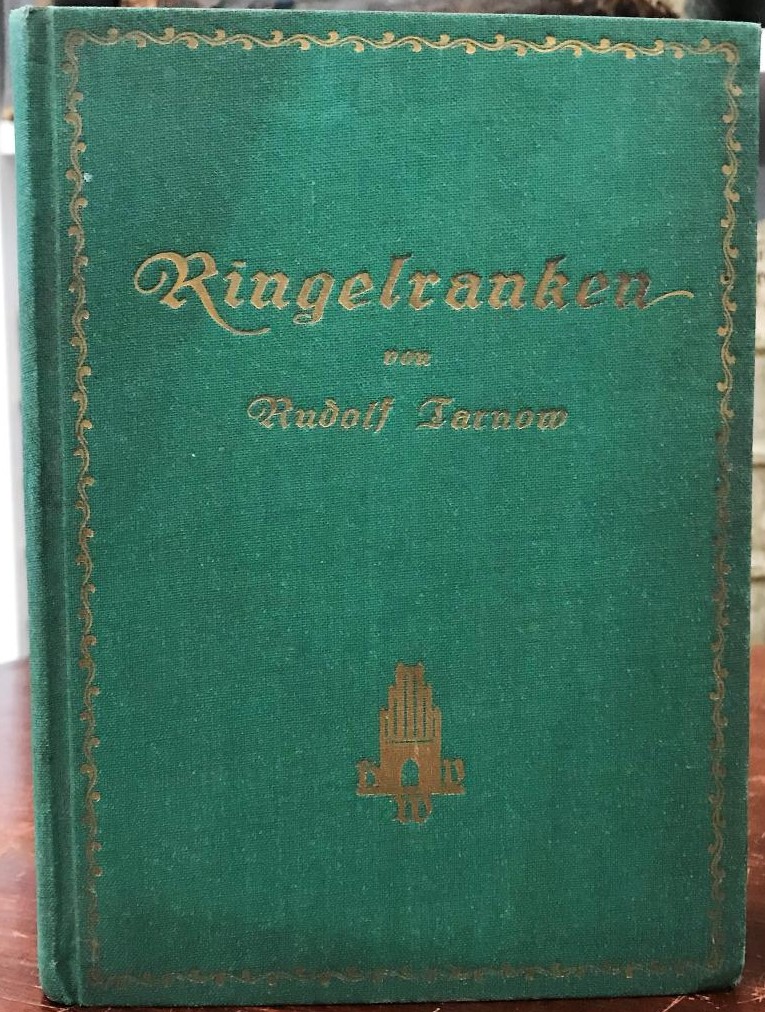 Ringelranken
von
Rudolf Tarnow